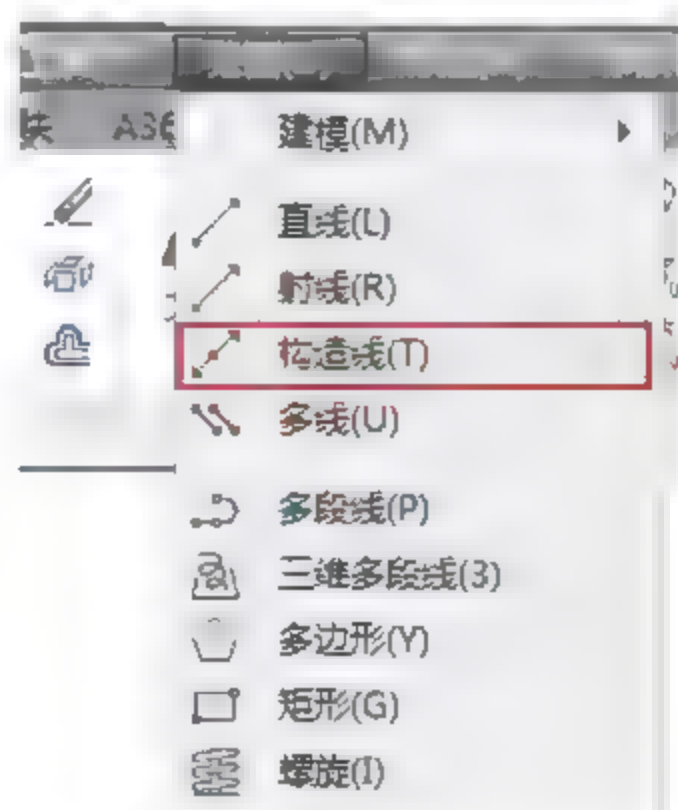 A36
建模(M)
直线(L)
射线(R)
构造线(T)
多线(U)
多段线(P)
三维多段线(3)
多边形(Y)
矩形(G)
螺旋(I)